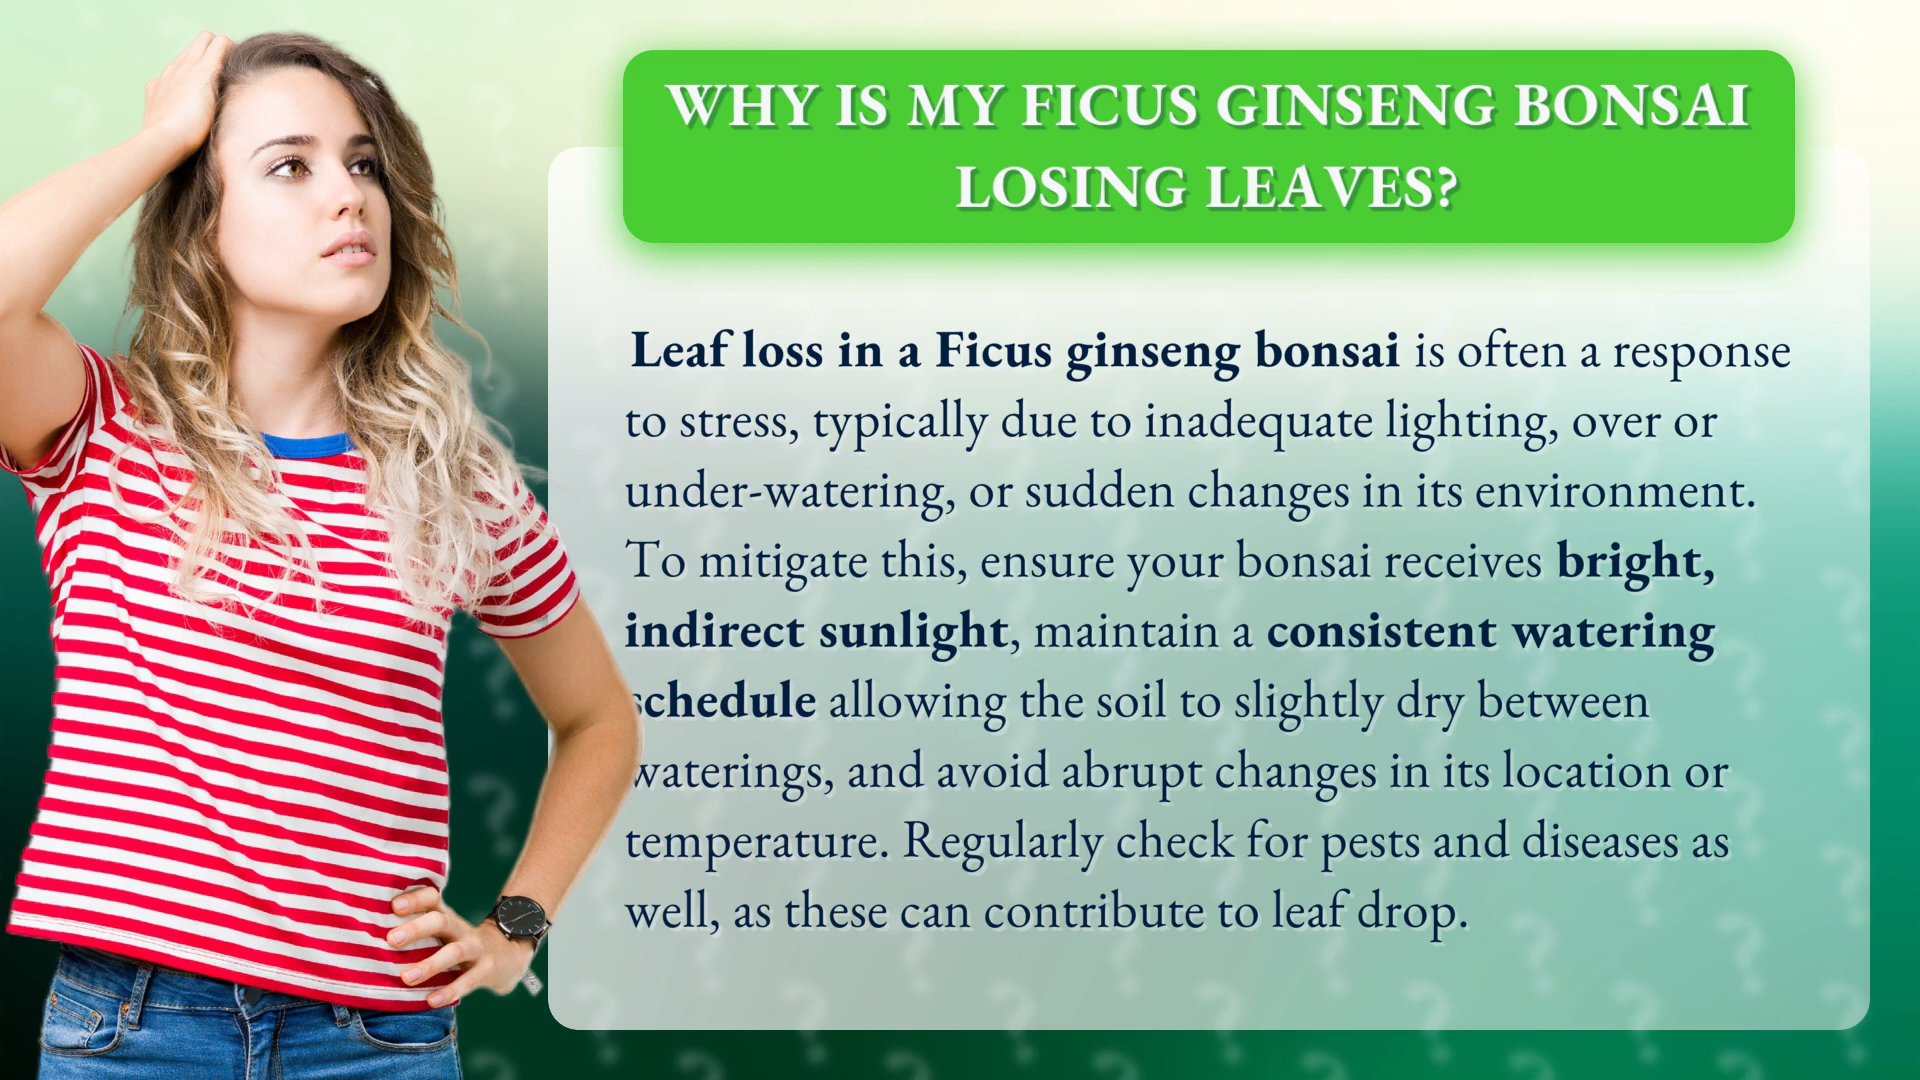 WHY IS MY FICUS GINSENG BONSAI
LOSING LEAVES?
Leaf loss in a Ficus ginseng bonsai is often a response
to stress, typically due to inadequate lighting, over or
under-watering, or sudden changes in its environment.
To mitigate this, ensure your bonsai receives bright,
indirect sunlight, maintain a consistent watering
schedule allowing the soil to slightly dry between
waterings, and avoid abrupt changes in its location or
temperature. Regularly check for pests and diseases as
well, as these can contribute to leaf drop.